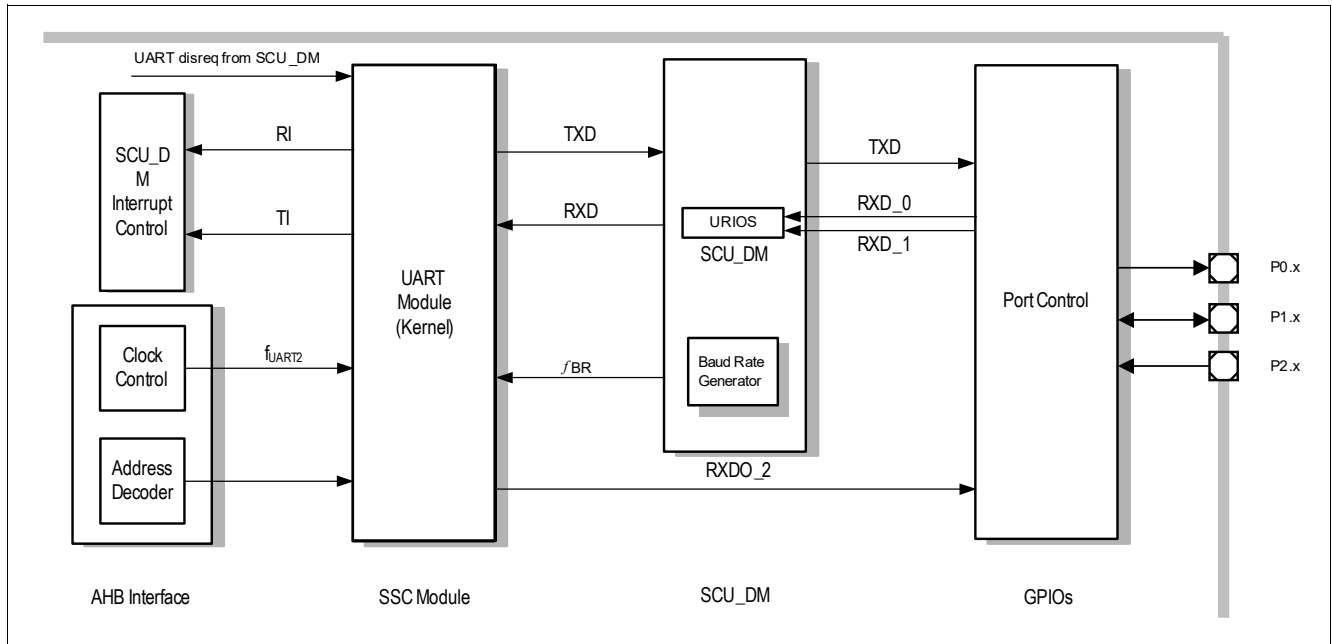 UART disreq from SCU_DM
SCU_D
M
Interrupt
Control
RI
TI
Clock
Control
Address
Decoder
fUART2
UART
Module
(Kernel)
TXD
RXD
fBR
URIOS
SCU_DM
Baud Rate
Generator
RXDO_2
TXD
RXD_0
RXD_1
Port Control
P0.x
P1.x
P2.x
AHB Interface
SSC Module
SCU_DM
GPIOs